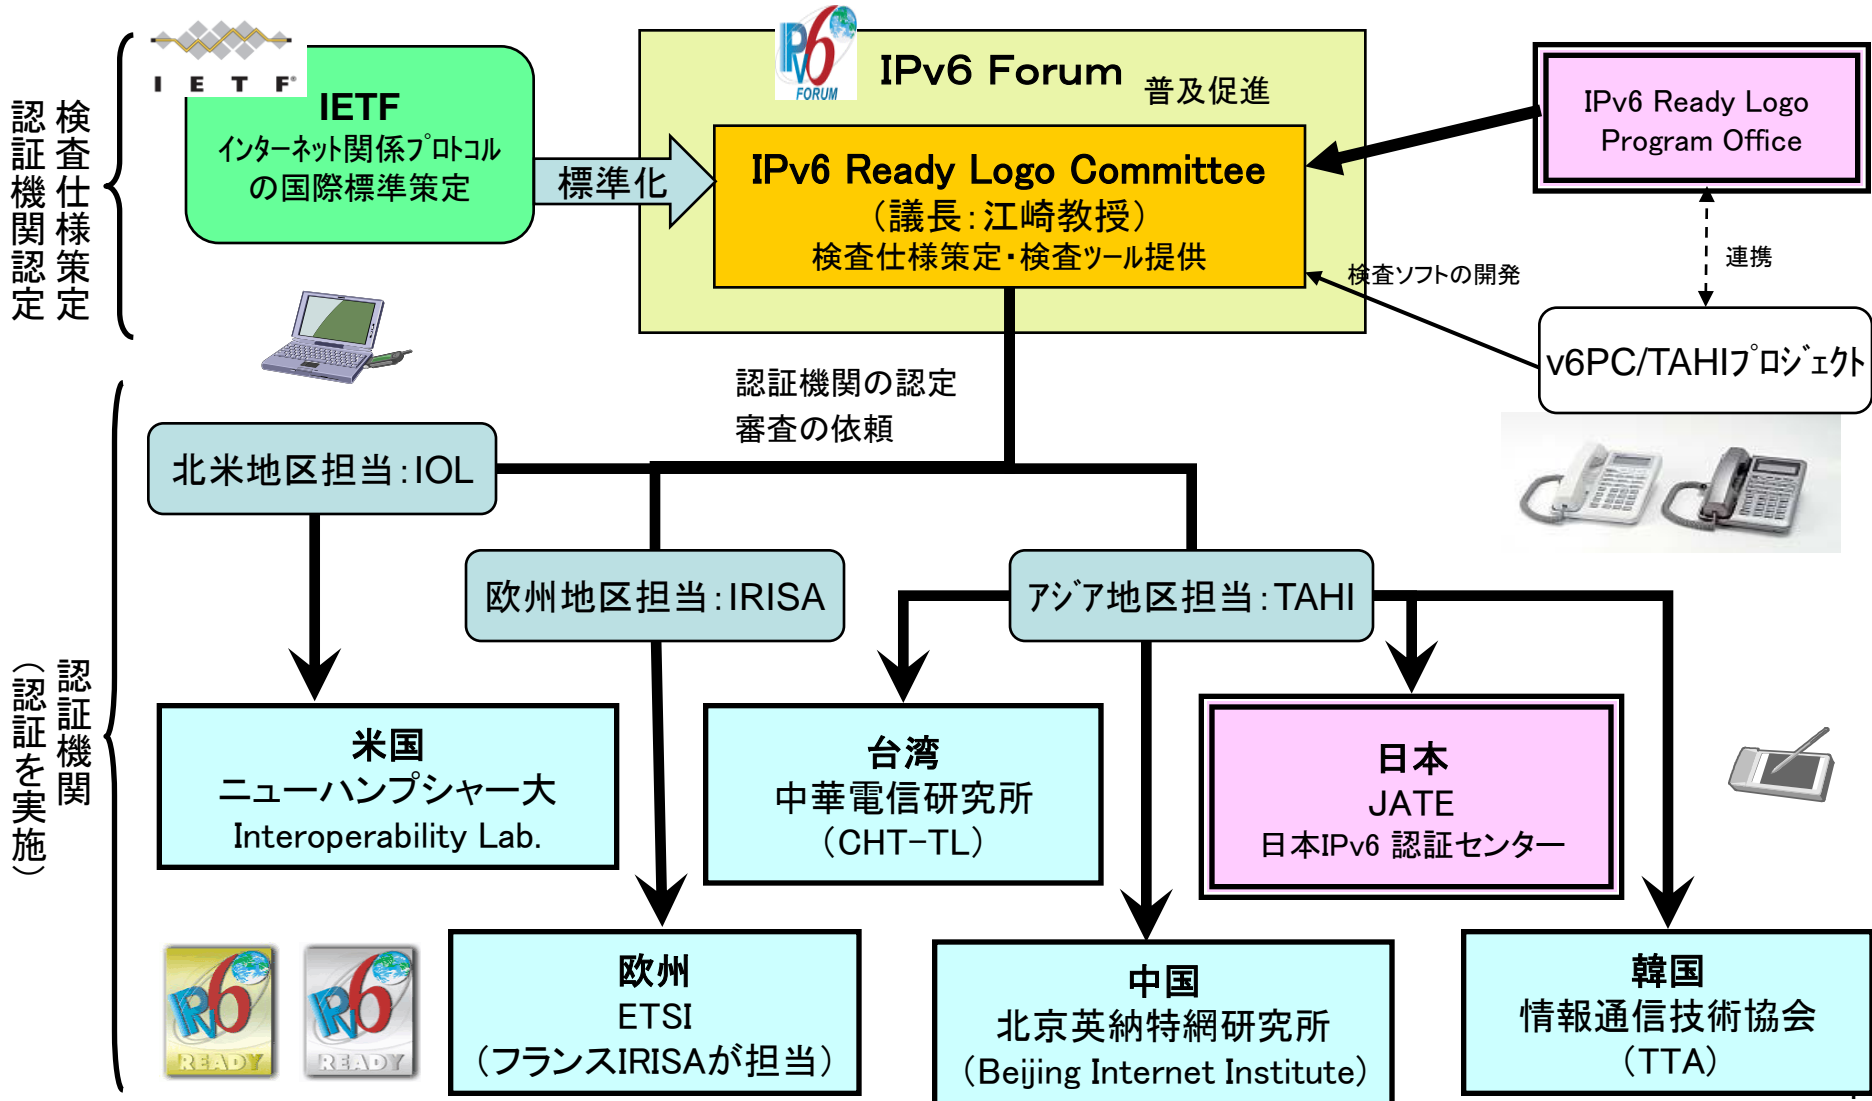 検査仕様策定
認証機関認定
I E T F®
IETF
インターネット関係プロトコル
の国際標準策定
標準化
IPv6
FORUM
IPv6 Forum
普及促進
IPv6 Ready Logo Committee
（議長：江崎教授）
検査仕様策定・検査ツール提供
IPv6 Ready Logo
Program Office
連携
検査ソフトの開発
v6PC/TAHIプロジェクト
認証機関の認定
審査の依頼
北米地区担当：IOL
欧州地区担当：IRISA
アジア地区担当：TAHI
認証機関
（認証を実施）
米国
ニューハンプシャー大
Interoperability Lab.
台湾
中華電信研究所
（CHT-TL）
日本
JATE
日本IPv6 認証センター
IPv6
READY
IPv6
READY
欧州
ETSI
（フランスIRISAが担当）
中国
北京英納特網研究所
（Beijing Internet Institute）
韓国
情報通信技術協会
（TTA）